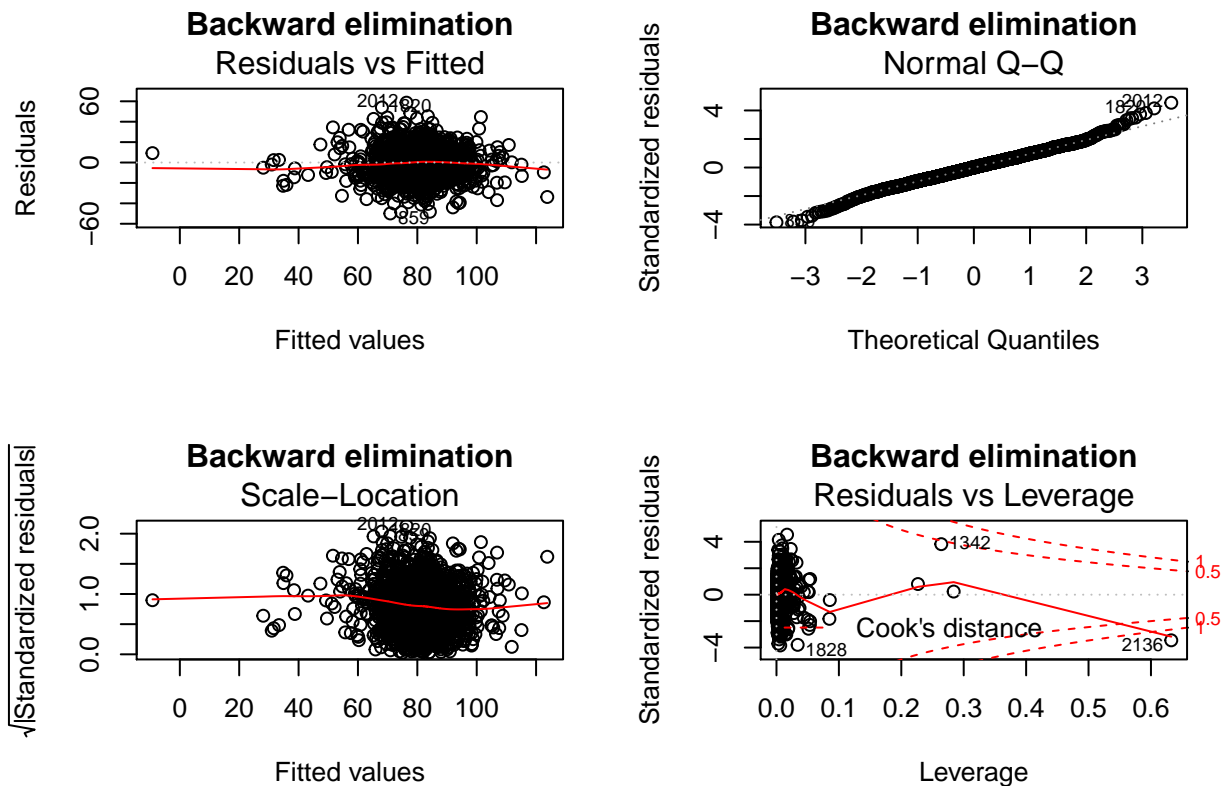 Backward elimination
Residuals vs Fitted
Residuals
60
0
−60
2012
1820
859
0 20 40 60 80 100
Fitted values
Backward elimination
Normal Q−Q
Standardized residuals
4
0
−4
2012
1820
−3 −2 −1 0 1 2 3
Theoretical Quantiles
Backward elimination
Scale−Location
√|Standardized residuals|
2.0
1.0
0.0
2012
1820
0 20 40 60 80 100
Fitted values
Backward elimination
Residuals vs Leverage
Standardized residuals
4
0
−4
1342
1
0.5
0.5
1
Cook's distance
1828
2136
0.0 0.1 0.2 0.3 0.4 0.5 0.6
Leverage